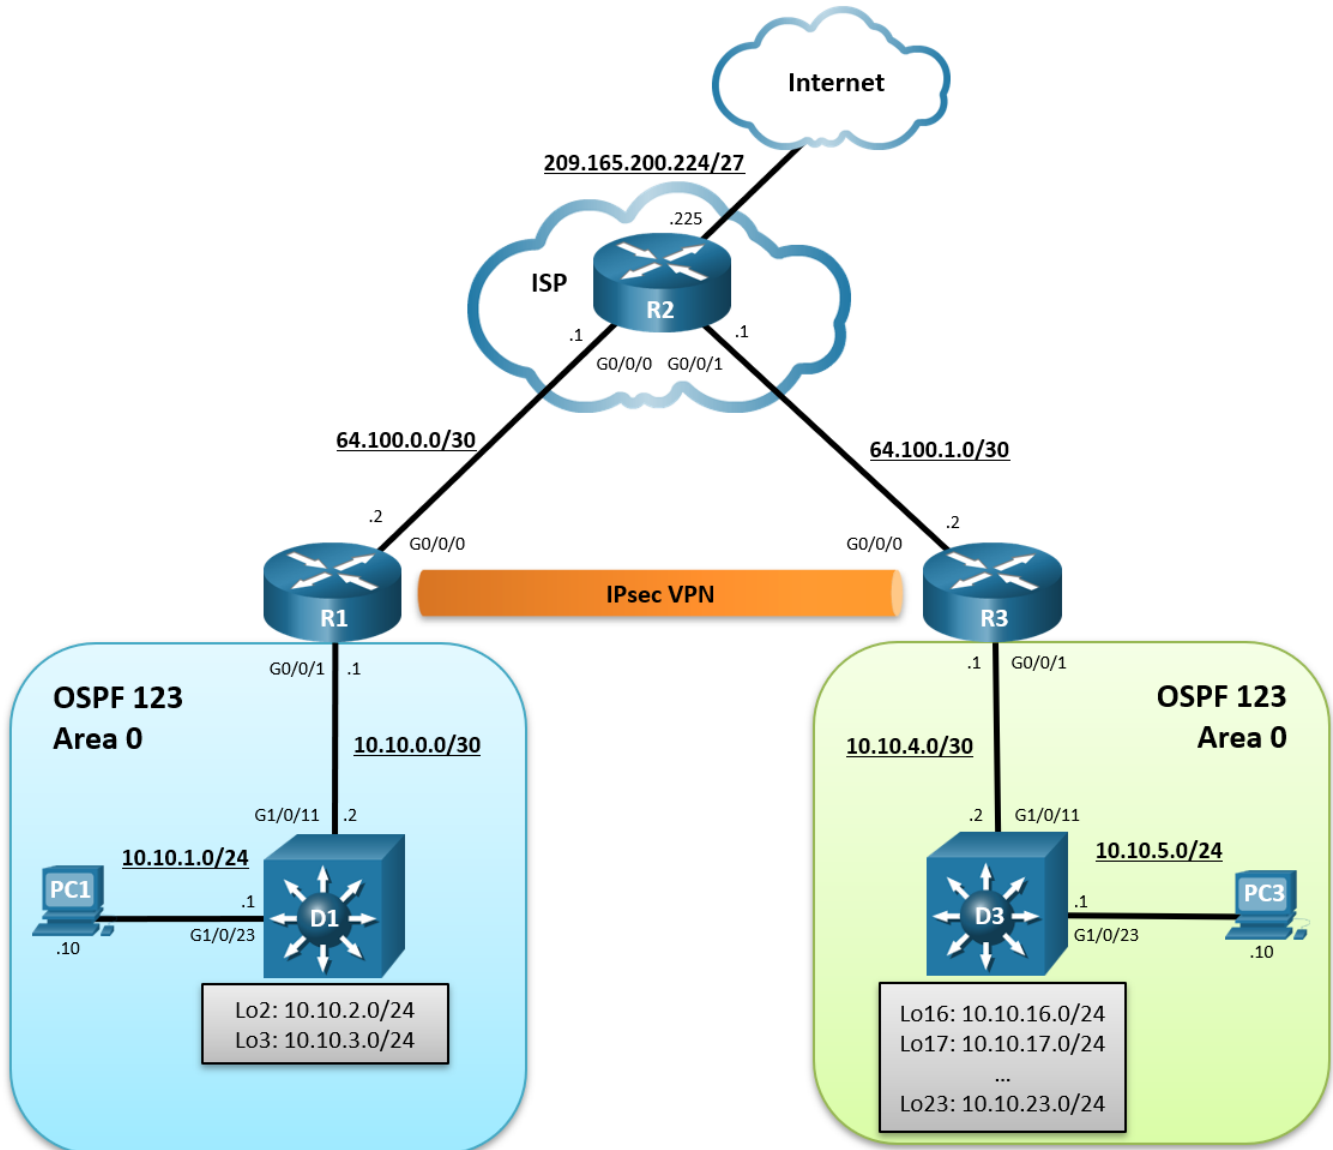 Internet
209.165.200.224/27
.225
ISP
R2
.1
.1
G0/0/0
G0/0/1
64.100.0.0/30
64.100.1.0/30
.2
.2
G0/0/0
G0/0/0
IPsec VPN
R1
R3
G0/0/1
.1
.1
G0/0/1
OSPF 123
Area 0
OSPF 123
Area 0
10.10.0.0/30
10.10.4.0/30
G1/0/11
.2
.2
G1/0/11
10.10.1.0/24
10.10.5.0/24
PC1
.1
D1
G1/0/23
.10
D3
.1
G1/0/23
PC3
.10
Lo2: 10.10.2.0/24
Lo3: 10.10.3.0/24
Lo16: 10.10.16.0/24
Lo17: 10.10.17.0/24
...
Lo23: 10.10.23.0/24